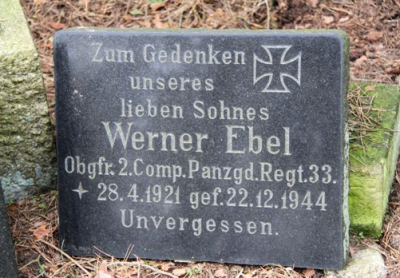 Zum Gedenken
unseres
lieben Sohnes
Werner Ebel
Obgfr. 2. Comp. Panzgd. Regt. 33.
28.4.1921 gef. 22.12.1944
Unvergessen.